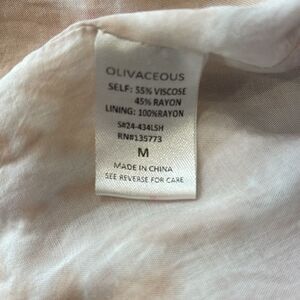 OLIVACEOUS
SELF: 55% VISCOSE
45% RAYON
LINING: 100%RAYON
S#24-434LSH
RN#135773
M
MADE IN CHINA
SEE REVERSE FOR CARE